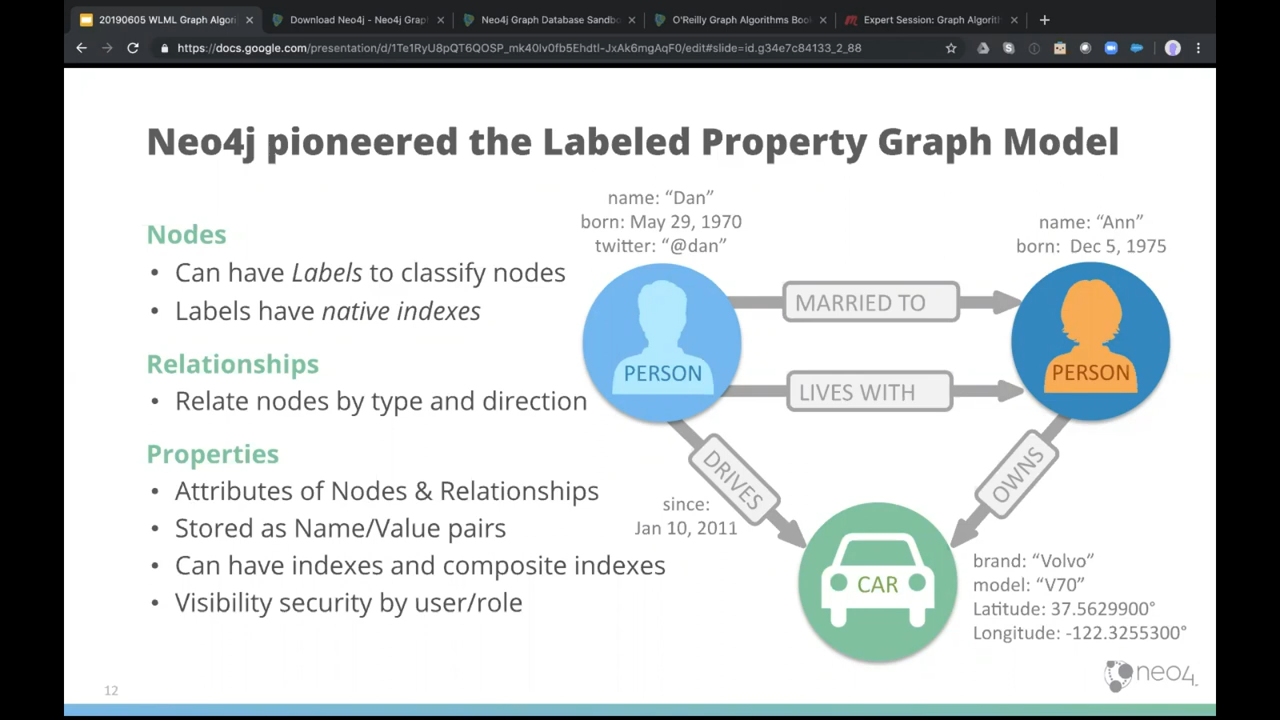 20190605 WLML Graph Algori
Download Neo4j - Neo4j Grap
Neo4j Graph Database Sandb
O'Reilly Graph Algorithms Boo
Expert Session: Graph Algorith
https://docs.google.com/presentation/d/1Te1RyU8pQT6QOSP_mk40lv0fb5Ehdtl-JxAk6mgAqF0/edit#slide=id.g34e7c84133_2_88
Neo4j pioneered the Labeled Property Graph Model
Nodes
• Can have Labels to classify nodes
• Labels have native indexes
Relationships
• Relate nodes by type and direction
Properties
• Attributes of Nodes & Relationships
• Stored as Name/Value pairs
• Can have indexes and composite indexes
• Visibility security by user/role
name: “Dan”
born: May 29, 1970
twitter: “@dan”
PERSON
MARRIED TO
LIVES WITH
name: “Ann”
born: Dec 5, 1975
PERSON
DRIVES
since:
Jan 10, 2011
OWNS
CAR
brand: “Volvo”
model: “V70”
Latitude: 37.5629900°
Longitude: -122.3255300°
neo4j
12